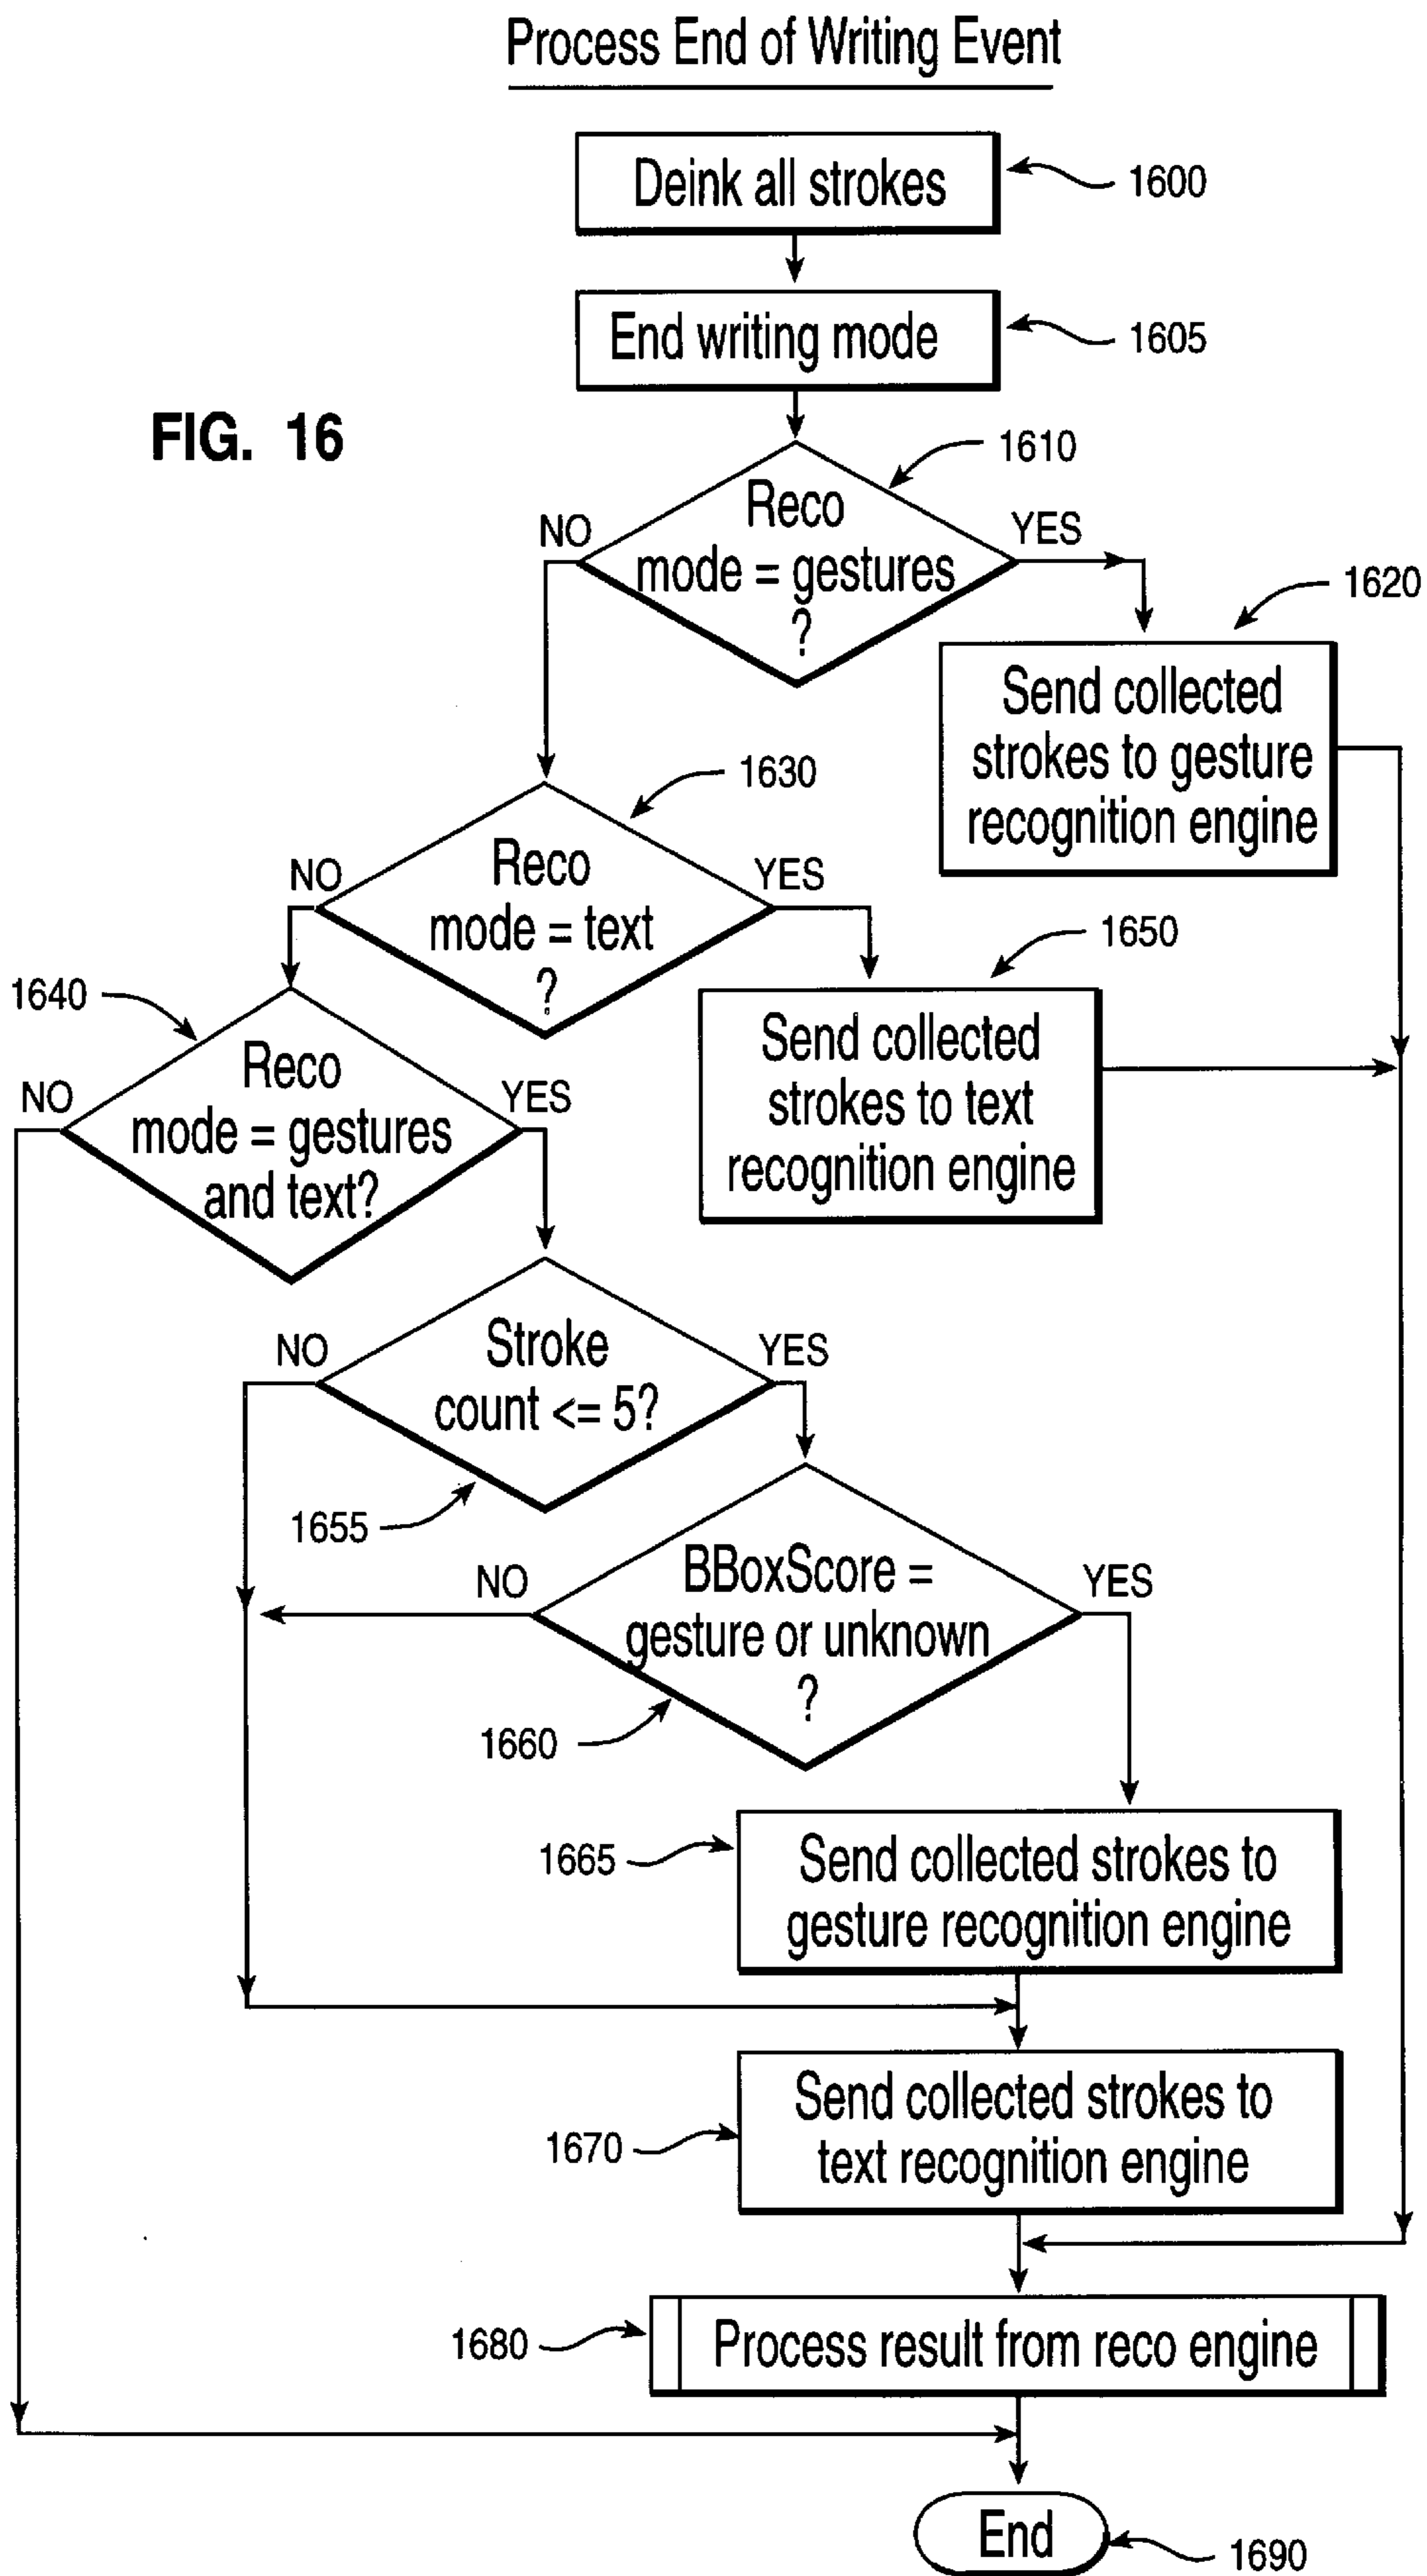 Process End of Writing Event
Deink all strokes
1600
End writing mode
1605
FIG. 16
1610
Reco
mode = gestures
?
NO
YES
1620
Send collected
strokes to gesture
recognition engine
1630
Reco
mode = text
?
NO
YES
1650
Send collected
strokes to text
recognition engine
1640
Reco
mode = gestures
and text?
NO
YES
Stroke
count <= 5?
NO
YES
1655
BBoxScore =
gesture or unknown
?
NO
YES
1660
1665
Send collected strokes to
gesture recognition engine
1670
Send collected strokes to
text recognition engine
1680
Process result from reco engine
End
1690